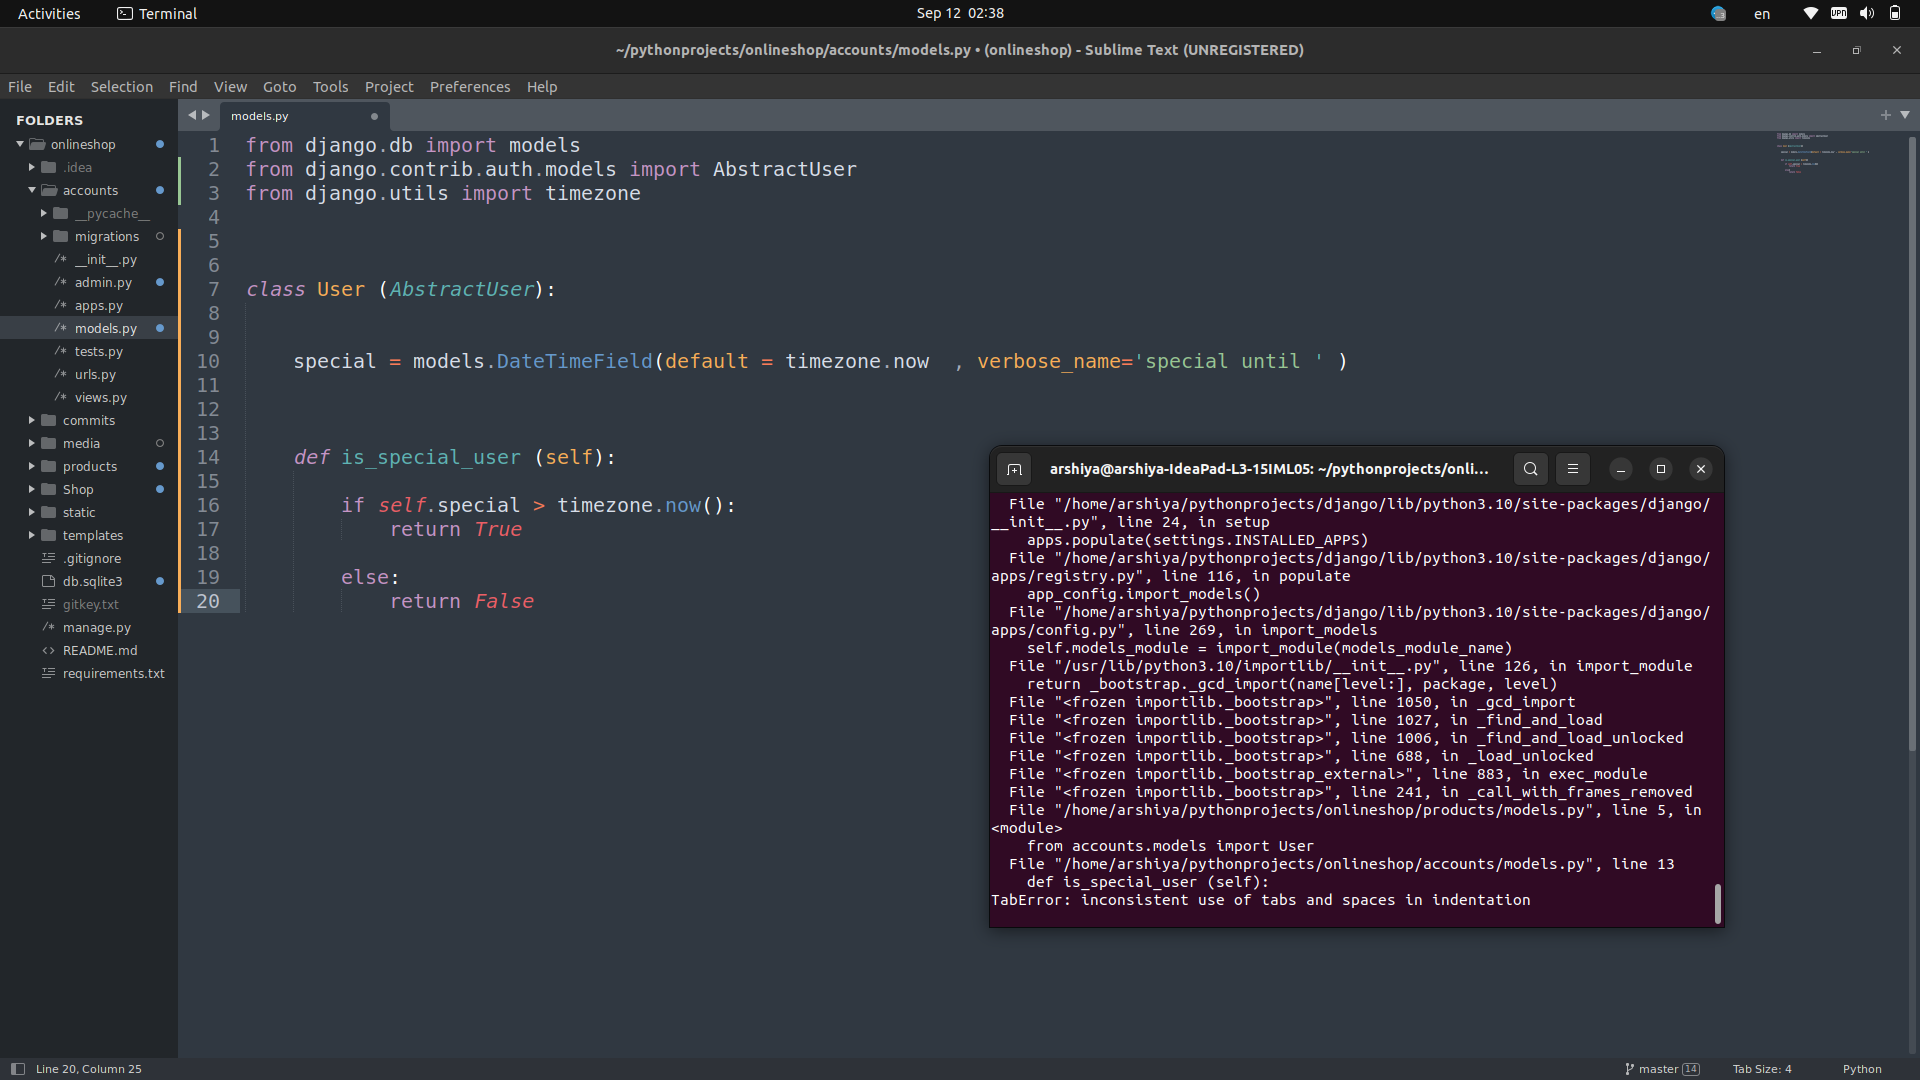 Activities
Terminal
Sep 12 02:38
en
VPN
~/pythonprojects/onlineshop/accounts/models.py • (onlineshop) - Sublime Text (UNREGISTERED)
File Edit Selection Find View Goto Tools Project Preferences Help
FOLDERS
onlineshop
.idea
accounts
__pycache__
migrations
/* __init__.py
/* admin.py
/* apps.py
/* models.py
/* tests.py
/* urls.py
/* views.py
commits
media
products
Shop
static
templates
.gitignore
db.sqlite3
gitkey.txt
/* manage.py
<> README.md
requirements.txt
models.py
1 from django.db import models
2 from django.contrib.auth.models import AbstractUser
3 from django.utils import timezone
4
5
6
7 class User (AbstractUser):
8
9
10 special = models.DateTimeField(default = timezone.now , verbose_name='special until ' )
11
12
13
14 def is_special_user (self):
15
16 if self.special > timezone.now():
17 return True
18
19 else:
20 return False
arshiya@arshiya-IdeaPad-L3-15IML05: ~/pythonprojects/onli...
File "/home/arshiya/pythonprojects/django/lib/python3.10/site-packages/django/
__init__.py", line 24, in setup
apps.populate(settings.INSTALLED_APPS)
File "/home/arshiya/pythonprojects/django/lib/python3.10/site-packages/django/
apps/registry.py", line 116, in populate
app_config.import_models()
File "/home/arshiya/pythonprojects/django/lib/python3.10/site-packages/django/
apps/config.py", line 269, in import_models
self.models_module = import_module(models_module_name)
File "/usr/lib/python3.10/importlib/__init__.py", line 126, in import_module
return _bootstrap._gcd_import(name[level:], package, level)
File "<frozen importlib._bootstrap>", line 1050, in _gcd_import
File "<frozen importlib._bootstrap>", line 1027, in _find_and_load
File "<frozen importlib._bootstrap>", line 1006, in _find_and_load_unlocked
File "<frozen importlib._bootstrap>", line 688, in _load_unlocked
File "<frozen importlib._bootstrap_external>", line 883, in exec_module
File "<frozen importlib._bootstrap>", line 241, in _call_with_frames_removed
File "/home/arshiya/pythonprojects/onlineshop/products/models.py", line 5, in
<module>
from accounts.models import User
File "/home/arshiya/pythonprojects/onlineshop/accounts/models.py", line 13
def is_special_user (self):
TabError: inconsistent use of tabs and spaces in indentation
Line 20, Column 25
master 14
Tab Size: 4
Python